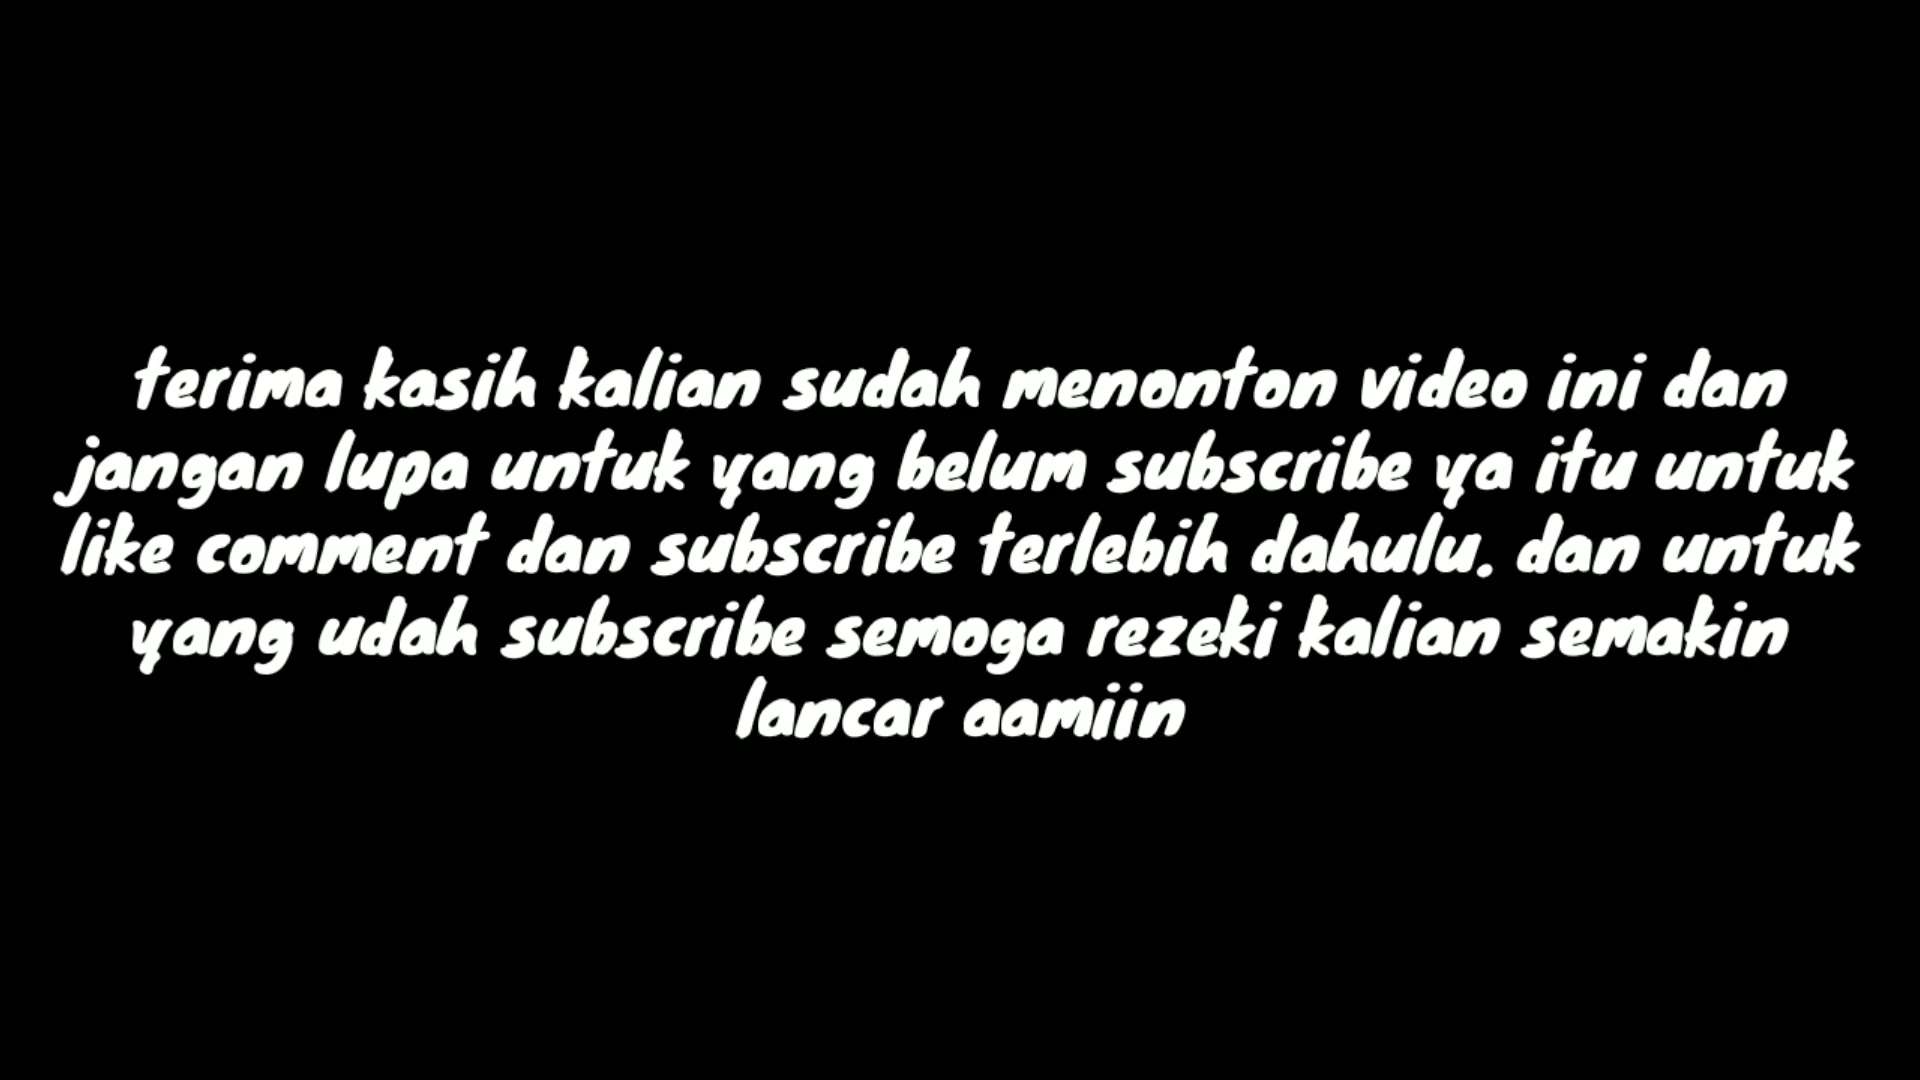 terima kasih kalian sudah menonton video ini dan
jangan lupa untuk yang belum subscribe ya itu untuk
like comment dan subscribe terlebih dahulu. dan untuk
yang udah subscribe semoga rezeki kalian semakin
lancar aamiin